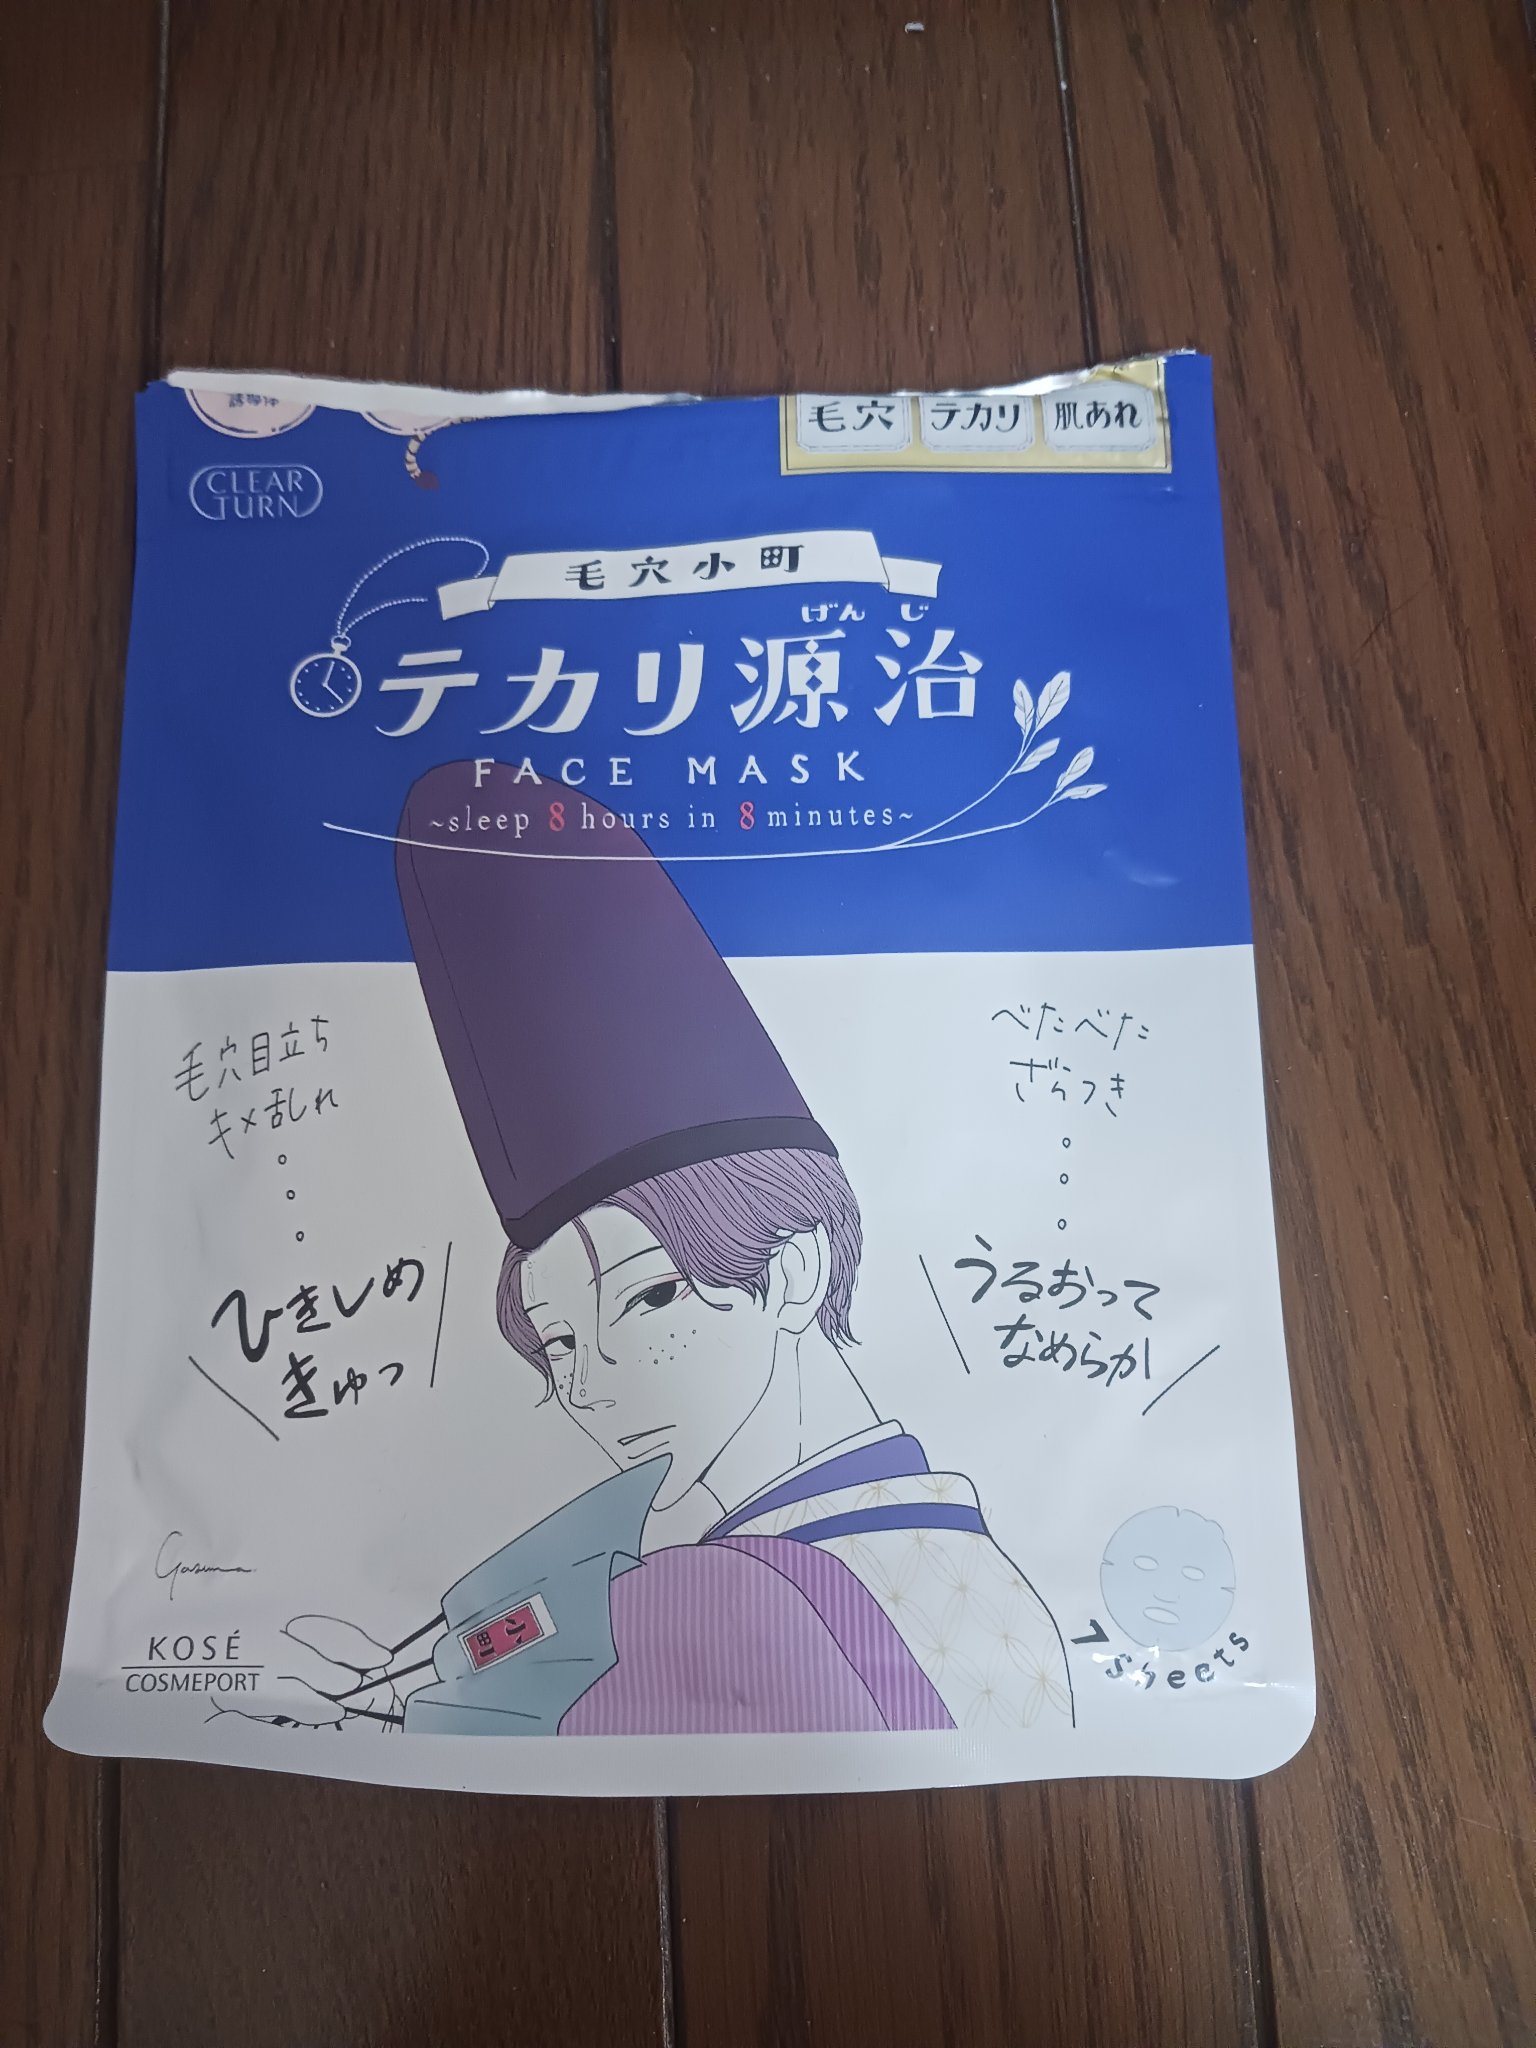 毛穴
テカリ
肌あれ
CLEAR
TURN
毛穴小町
げんじ
テカリ源治
FACE MASK
~sleep 8 hours in 8 minutes~
毛穴目立ち
キメ乱れ
ひきしめ
きゅっ
べたべた
ざらつき
うるおって
なめらか
小町
KOSÉ
COSMEPORT
7 sheets